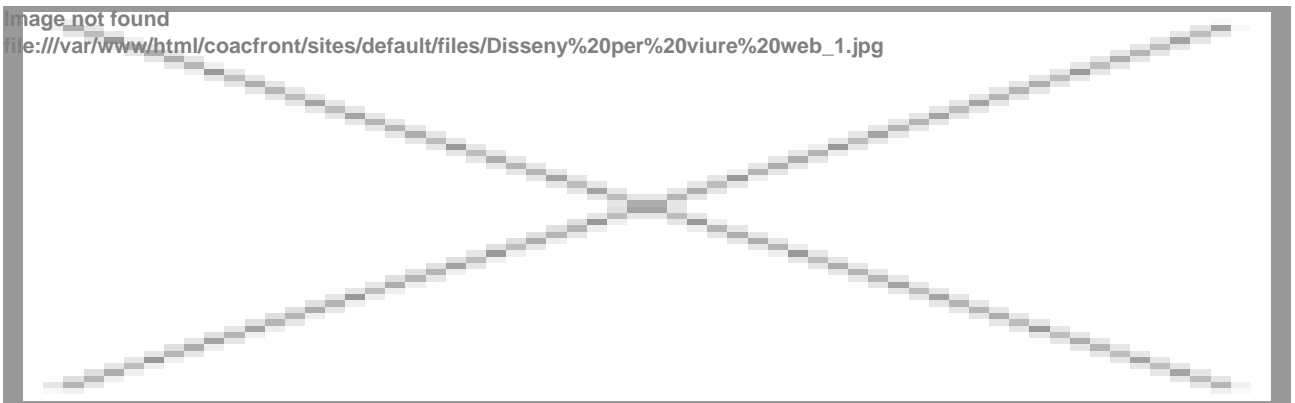 Image not found
file:///var/www/html/coacfront/sites/default/files/Disseny%20per%20viure%20web_1.jpg